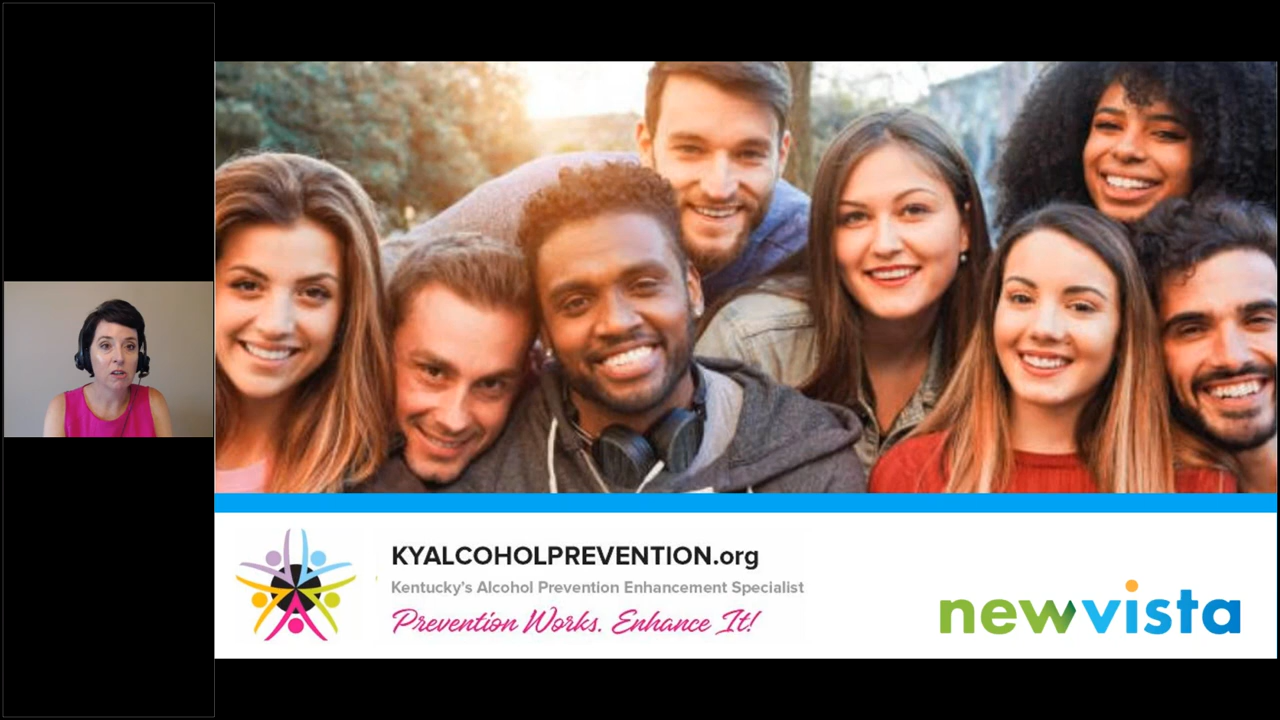 KYALCOHOLPREVENTION.org
Kentucky's Alcohol Prevention Enhancement Specialist
Prevention Works. Enhance It!
newvista